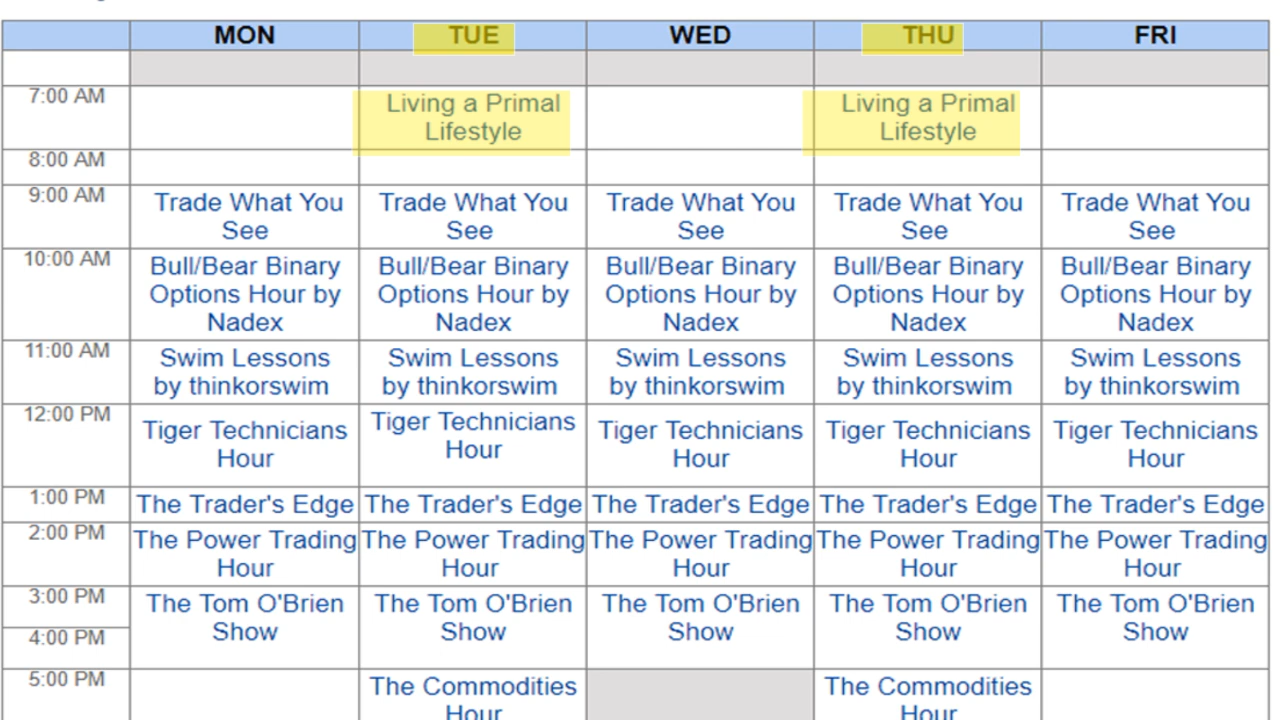 MON TUE WED THU FRI
7:00 AM
Living a Primal Living a Primal
Lifestyle Lifestyle
8:00 AM
9:00 AM
Trade What You Trade What You Trade What You Trade What You Trade What You
See See See See See
10:00 AM
Bull/Bear Binary Bull/Bear Binary Bull/Bear Binary Bull/Bear Binary Bull/Bear Binary
Options Hour by Options Hour by Options Hour by Options Hour by Options Hour by
Nadex Nadex Nadex Nadex Nadex
11:00 AM
Swim Lessons Swim Lessons Swim Lessons Swim Lessons Swim Lessons
by thinkorswim by thinkorswim by thinkorswim by thinkorswim by thinkorswim
12:00 PM
Tiger Technicians Tiger Technicians Tiger Technicians Tiger Technicians Tiger Technicians
Hour Hour Hour Hour Hour
1:00 PM The Trader's Edge The Trader's Edge The Trader's Edge The Trader's Edge The Trader's Edge
2:00 PM
The Power Trading The Power Trading The Power Trading The Power Trading The Power Trading
Hour Hour Hour Hour Hour
3:00 PM The Tom O'Brien The Tom O'Brien The Tom O'Brien The Tom O'Brien The Tom O'Brien
4:00 PM Show Show Show Show Show
5:00 PM The Commodities The Commodities
Hour Hour